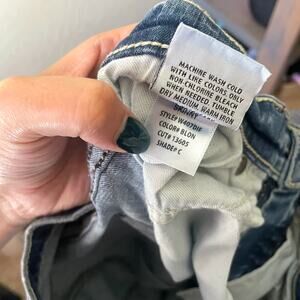 MACHINE WASH COLD
WITH LIKE COLORS ONLY
NON CHLORINE BLEACH
WHEN NEEDED. TUMBLE
DRY MEDIUM. WARM IRON
STYLE# W407DIF
COLOR# BLON
CUT# 13605
SHADE# C